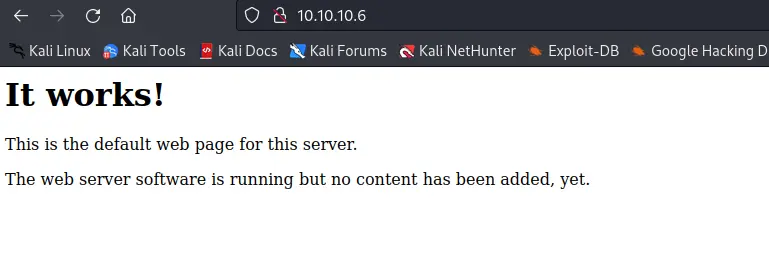 10.10.10.6
Kali Linux Kali Tools Kali Docs Kali Forums Kali NetHunter Exploit-DB Google Hacking D
It works!
This is the default web page for this server.
The web server software is running but no content has been added, yet.